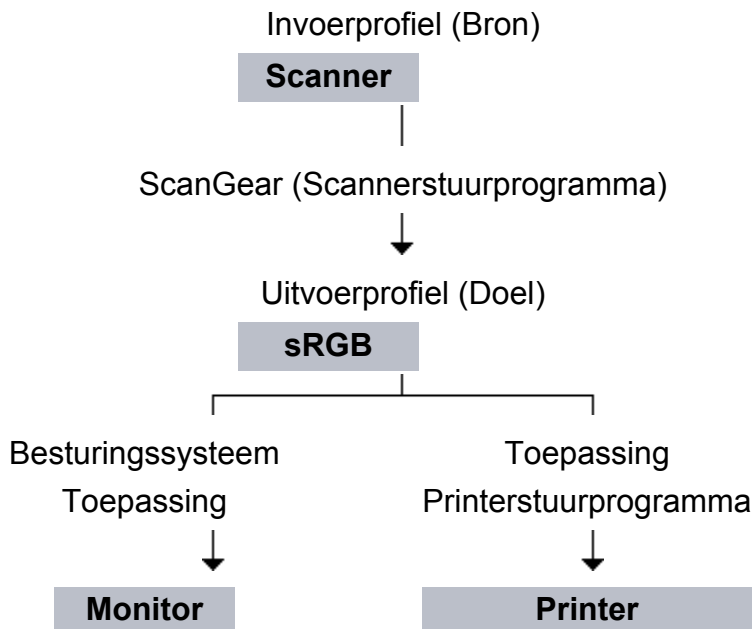 Invoerprofiel (Bron)
Scanner
ScanGear (Scannerstuurprogramma)
Uitvoerprofiel (Doel)
sRGB
Besturingssysteem
Toepassing
Monitor
Toepassing
Printerstuurprogramma
Printer